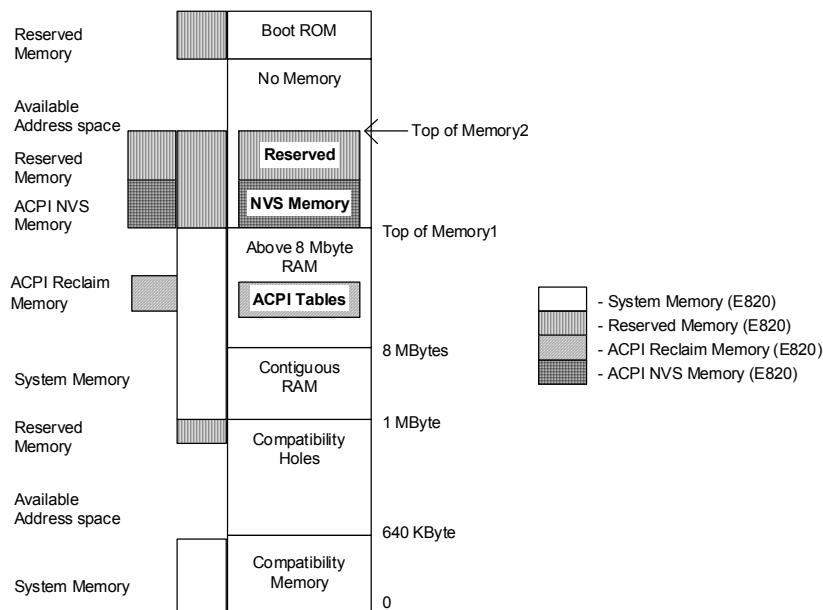 Reserved
Memory
Boot ROM
No Memory
Available
Address space
Top of Memory2
Reserved
Memory
Reserved
ACPI NVS
Memory
NVS Memory
Top of Memory1
Above 8 Mbyte
RAM
ACPI Reclaim
Memory
ACPI Tables
8 MBytes
System Memory
Contiguous
RAM
1 MByte
Reserved
Memory
Compatibility
Holes
Available
Address space
640 KByte
System Memory
Compatibility
Memory
0
- System Memory (E820)
- Reserved Memory (E820)
- ACPI Reclaim Memory (E820)
- ACPI NVS Memory (E820)